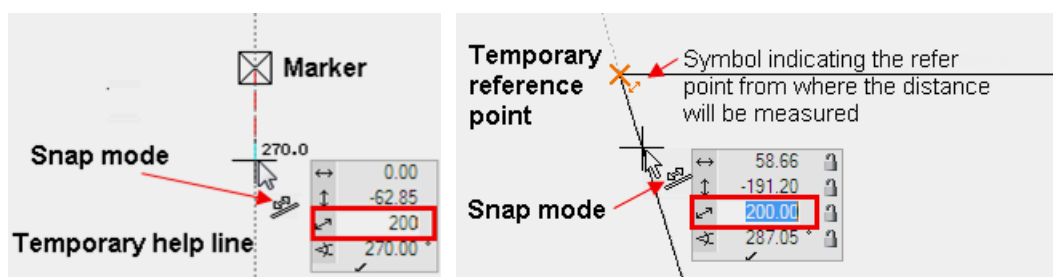 Marker
270.0
Snap mode
0.00
-62.85
200
Temporary help line
270.00 °
Temporary
reference
point
Symbol indicating the refer
point from where the distance
will be measured
58.66
-191.20
Snap mode
200.00
287.05 °